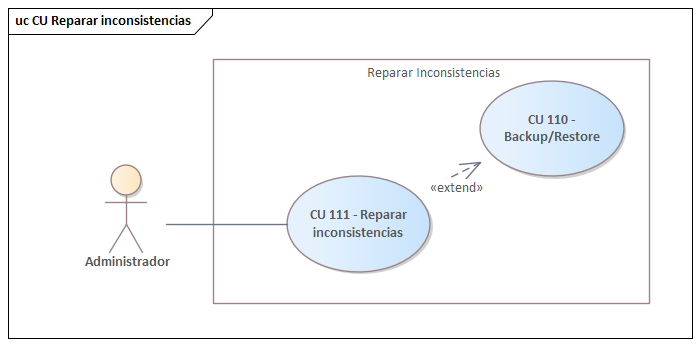 uc CU Reparar inconsistencias
Reparar Inconsistencias
CU 110 -
Backup/Restore
«extend»
CU 111 - Reparar
inconsistencias
Administrador